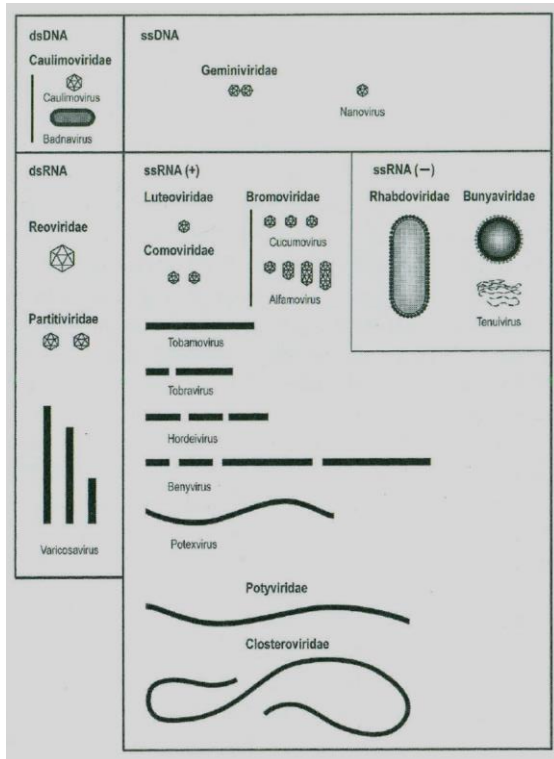 dsDNA
Caulimoviridae
Caulimovirus
Badnavirus
ssDNA
Geminiviridae
Nanovirus
dsRNA
Reoviridae
Partitiviridae
Varicosavirus
ssRNA (+)
Luteoviridae
Comoviridae
Bromoviridae
Cucumovirus
Alfamovirus
Tobamovirus
Tobravirus
Hordeivirus
Benyvirus
Potexvirus
Potyviridae
Closteroviridae
ssRNA (—)
Rhabdoviridae Bunyaviridae
Tenuivirus